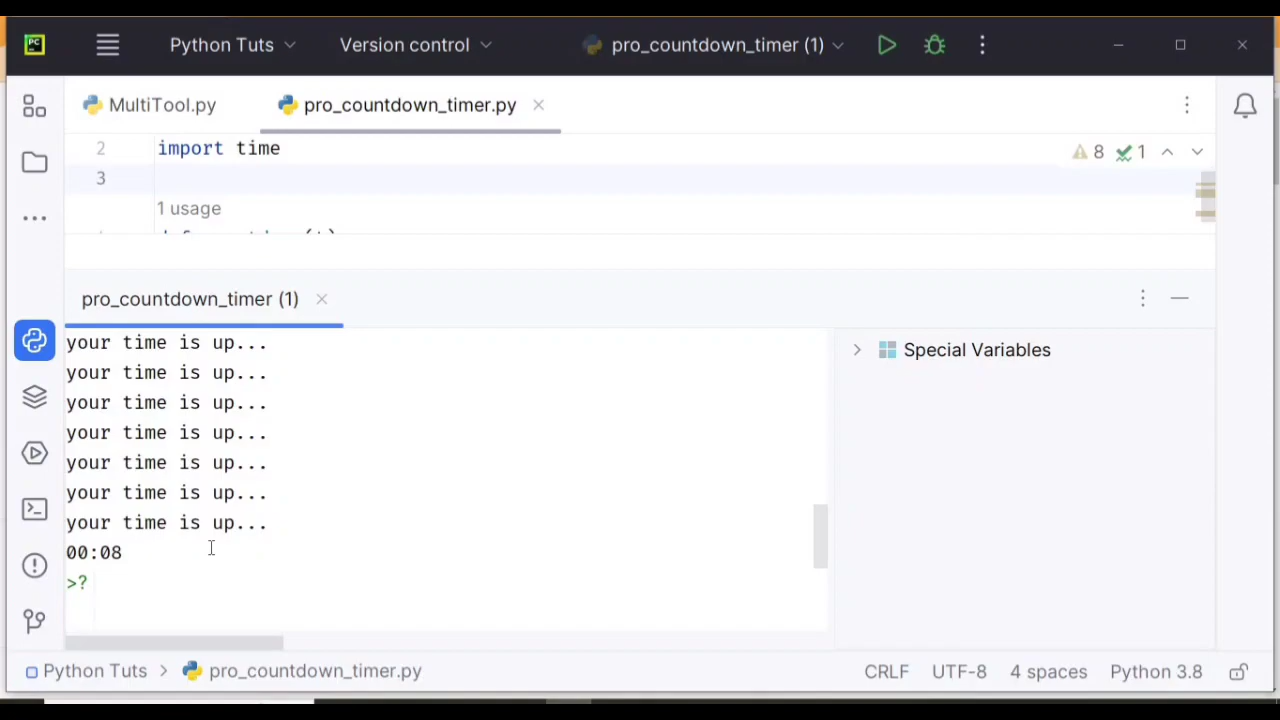 PC
Python Tuts
Version control
pro_countdown_timer (1)
MultiTool.py
pro_countdown_timer.py
2 import time
8
1
3
1 usage
pro_countdown_timer (1)
your time is up...
your time is up...
your time is up...
your time is up...
your time is up...
your time is up...
your time is up...
00:08
>?
Special Variables
Python Tuts
pro_countdown_timer.py
CRLF
UTF-8
4 spaces
Python 3.8